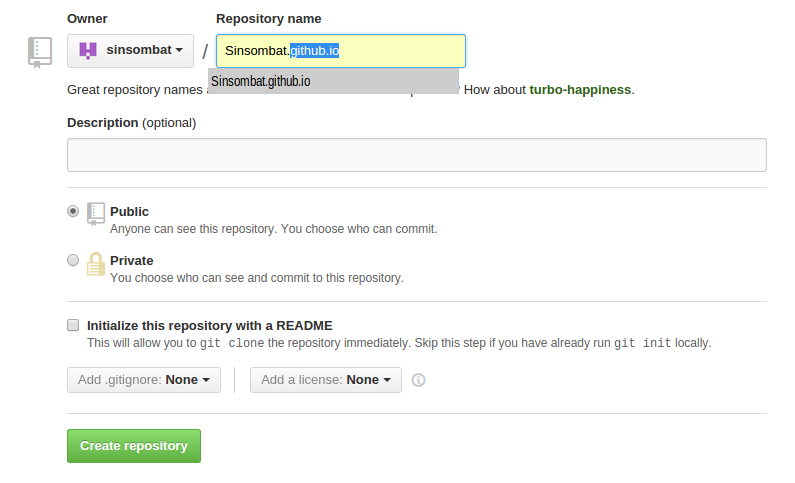 Owner Repository name
sinsombat / Sinsombat.github.io
Sinsombat.github.io
Great repository names How about turbo-happiness.
Description (optional)
Public
Anyone can see this repository. You choose who can commit.
Private
You choose who can see and commit to this repository.
Initialize this repository with a README
This will allow you to git clone the repository immediately. Skip this step if you have already run git init locally.
Add .gitignore: None Add a license: None
Create repository